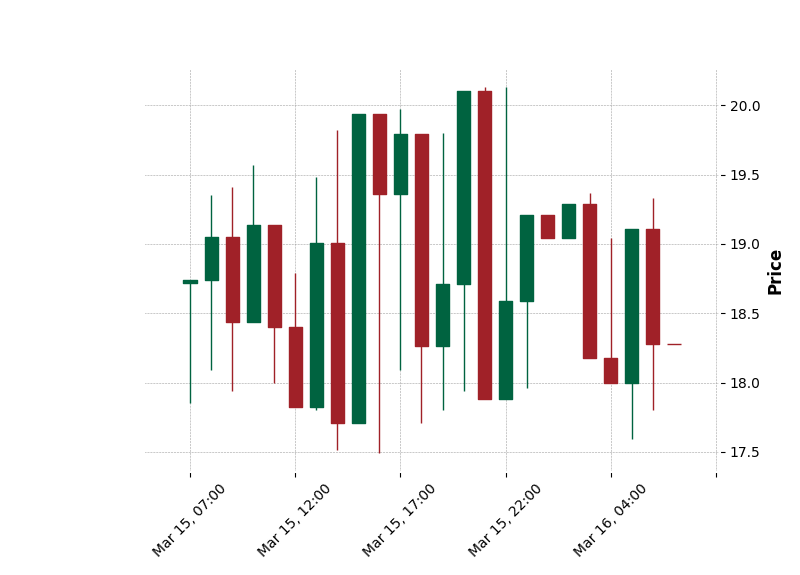 20.0
19.5
19.0
18.5
18.0
17.5
Price
Mar 15, 07:00
Mar 15, 12:00
Mar 15, 17:00
Mar 15, 22:00
Mar 16, 04:00